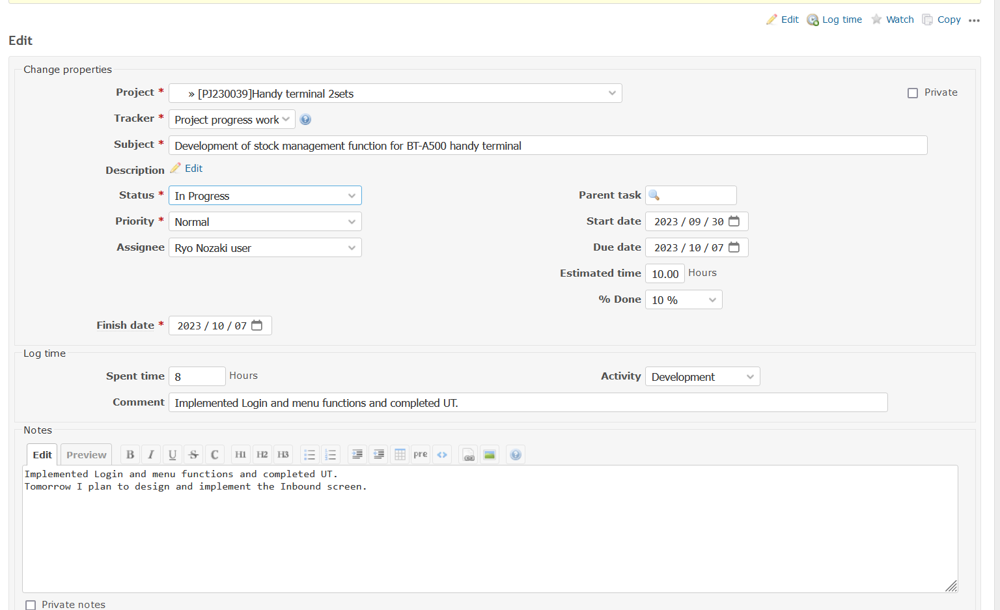 Edit Log time Watch Copy •••
Edit
Change properties
Project * » [PJ230039]Handy terminal 2sets Private
Tracker * Project progress work
Subject * Development of stock management function for BT-A500 handy terminal
Description Edit
Status * In Progress Parent task
Priority * Normal Start date 2023 / 09 / 30
Assignee Ryo Nozaki user Due date 2023 / 10 / 07
Estimated time 10.00 Hours
% Done 10 %
Finish date * 2023 / 10 / 07
Log time
Spent time 8 Hours Activity Development
Comment Implemented Login and menu functions and completed UT.
Notes
Edit Preview B I U S C H1 H2 H3 pre <>
Implemented Login and menu functions and completed UT.
Tomorrow I plan to design and implement the Inbound screen.
Private notes